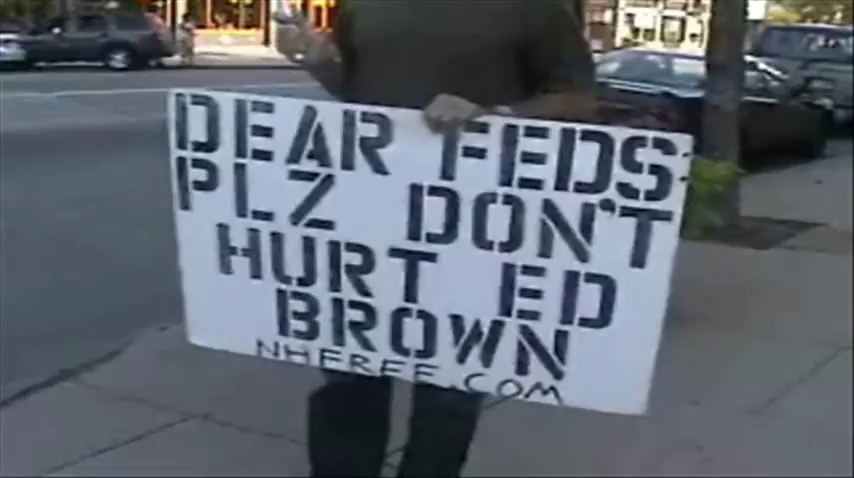 DEAR FEDS:
PLZ DON'T
HURT ED
BROWN
NHFREE.COM